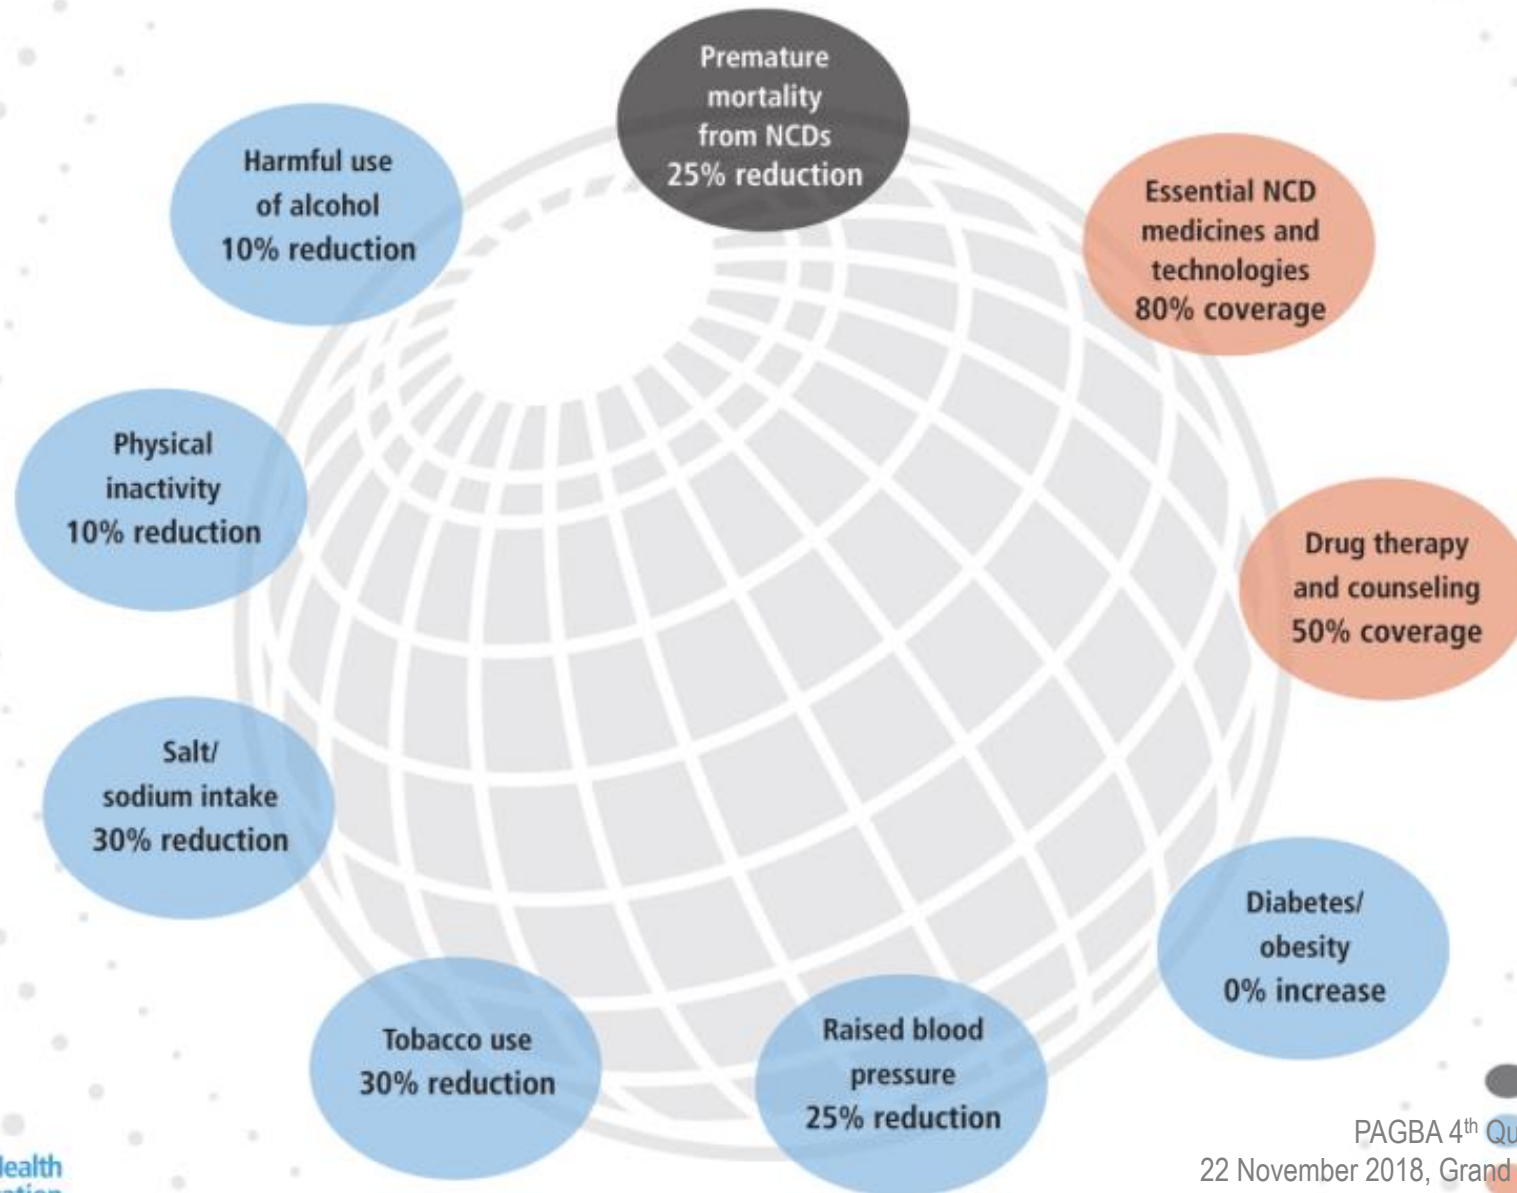 Premature
mortality
from NCDs
25% reduction
Harmful use
of alcohol
10% reduction
Essential NCD
medicines and
technologies
80% coverage
Physical
inactivity
10% reduction
Drug therapy
and counseling
50% coverage
Salt/
sodium intake
30% reduction
Diabetes/
obesity
0% increase
Tobacco use
30% reduction
Raised blood
pressure
25% reduction
PAGBA 4th
22 November 2018, Grand